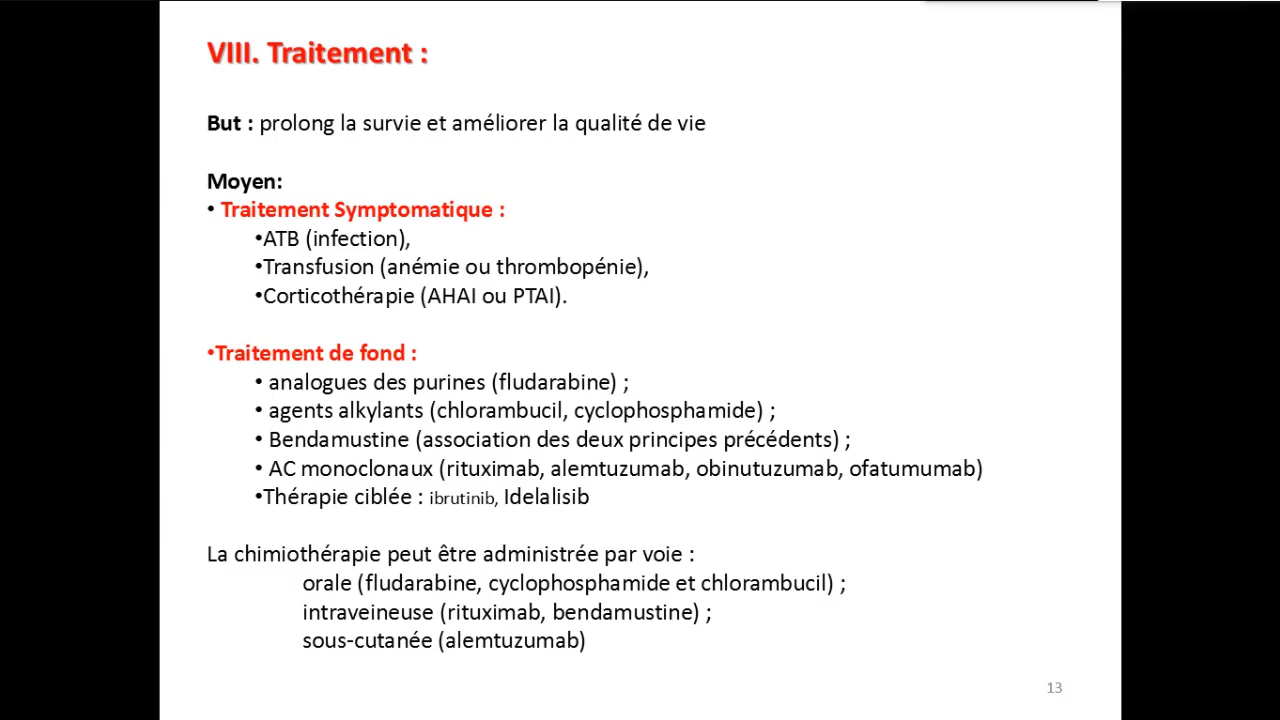 VIII. Traitement :
But : prolong la survie et améliorer la qualité de vie
Moyen:
• Traitement Symptomatique :
•ATB (infection),
•Transfusion (anémie ou thrombopénie),
•Corticothérapie (AHAI ou PTAI).
•Traitement de fond :
• analogues des purines (fludarabine) ;
• agents alkylants (chlorambucil, cyclophosphamide) ;
• Bendamustine (association des deux principes précédents) ;
• AC monoclonaux (rituximab, alemtuzumab, obinutuzumab, ofatumumab)
•Thérapie ciblée : ibrutinib, Idelalisib
La chimiothérapie peut être administrée par voie :
orale (fludarabine, cyclophosphamide et chlorambucil) ;
intraveineuse (rituximab, bendamustine) ;
sous-cutanée (alemtuzumab)
13